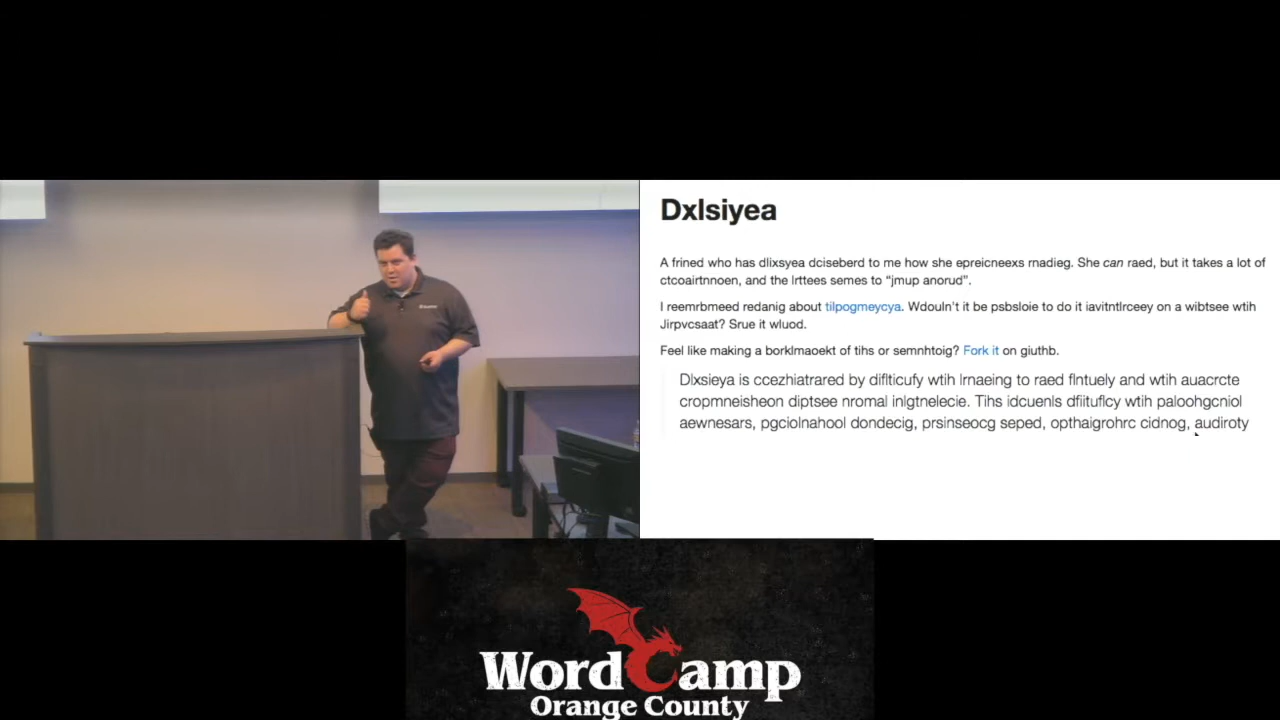 Dxlsiyea
A frined who has dlixsyea dciseberd to me how she epreicneexs rnadieg. She can raed, but it takes a lot of
ctcoairtnnoen, and the lrttees semes to “jmup anorud”.
I reemrbmeed redanig about tilpogmeycya. Wdouln't it be psbsloie to do it iavitntlrceey on a wibtsee wtih
Jirpvcsaat? Srue it wluod.
Feel like making a borklmaoekt of tihs or semnhtoig? Fork it on giuthb.
Dlxsieya is ccezhiatrared by diflticufy wtih lrnaeing to raed flntuely and wtih auacrcte
cropmneisheon diptsee nromal inlgtnelecie. Tihs idcuenls dfiituflcy wtih paloohgcniol
aewnesars, pgciolnahool dondecig, prsinseocg seped, opthaigrohrc cidnog, audiroty
WordCamp
Orange County